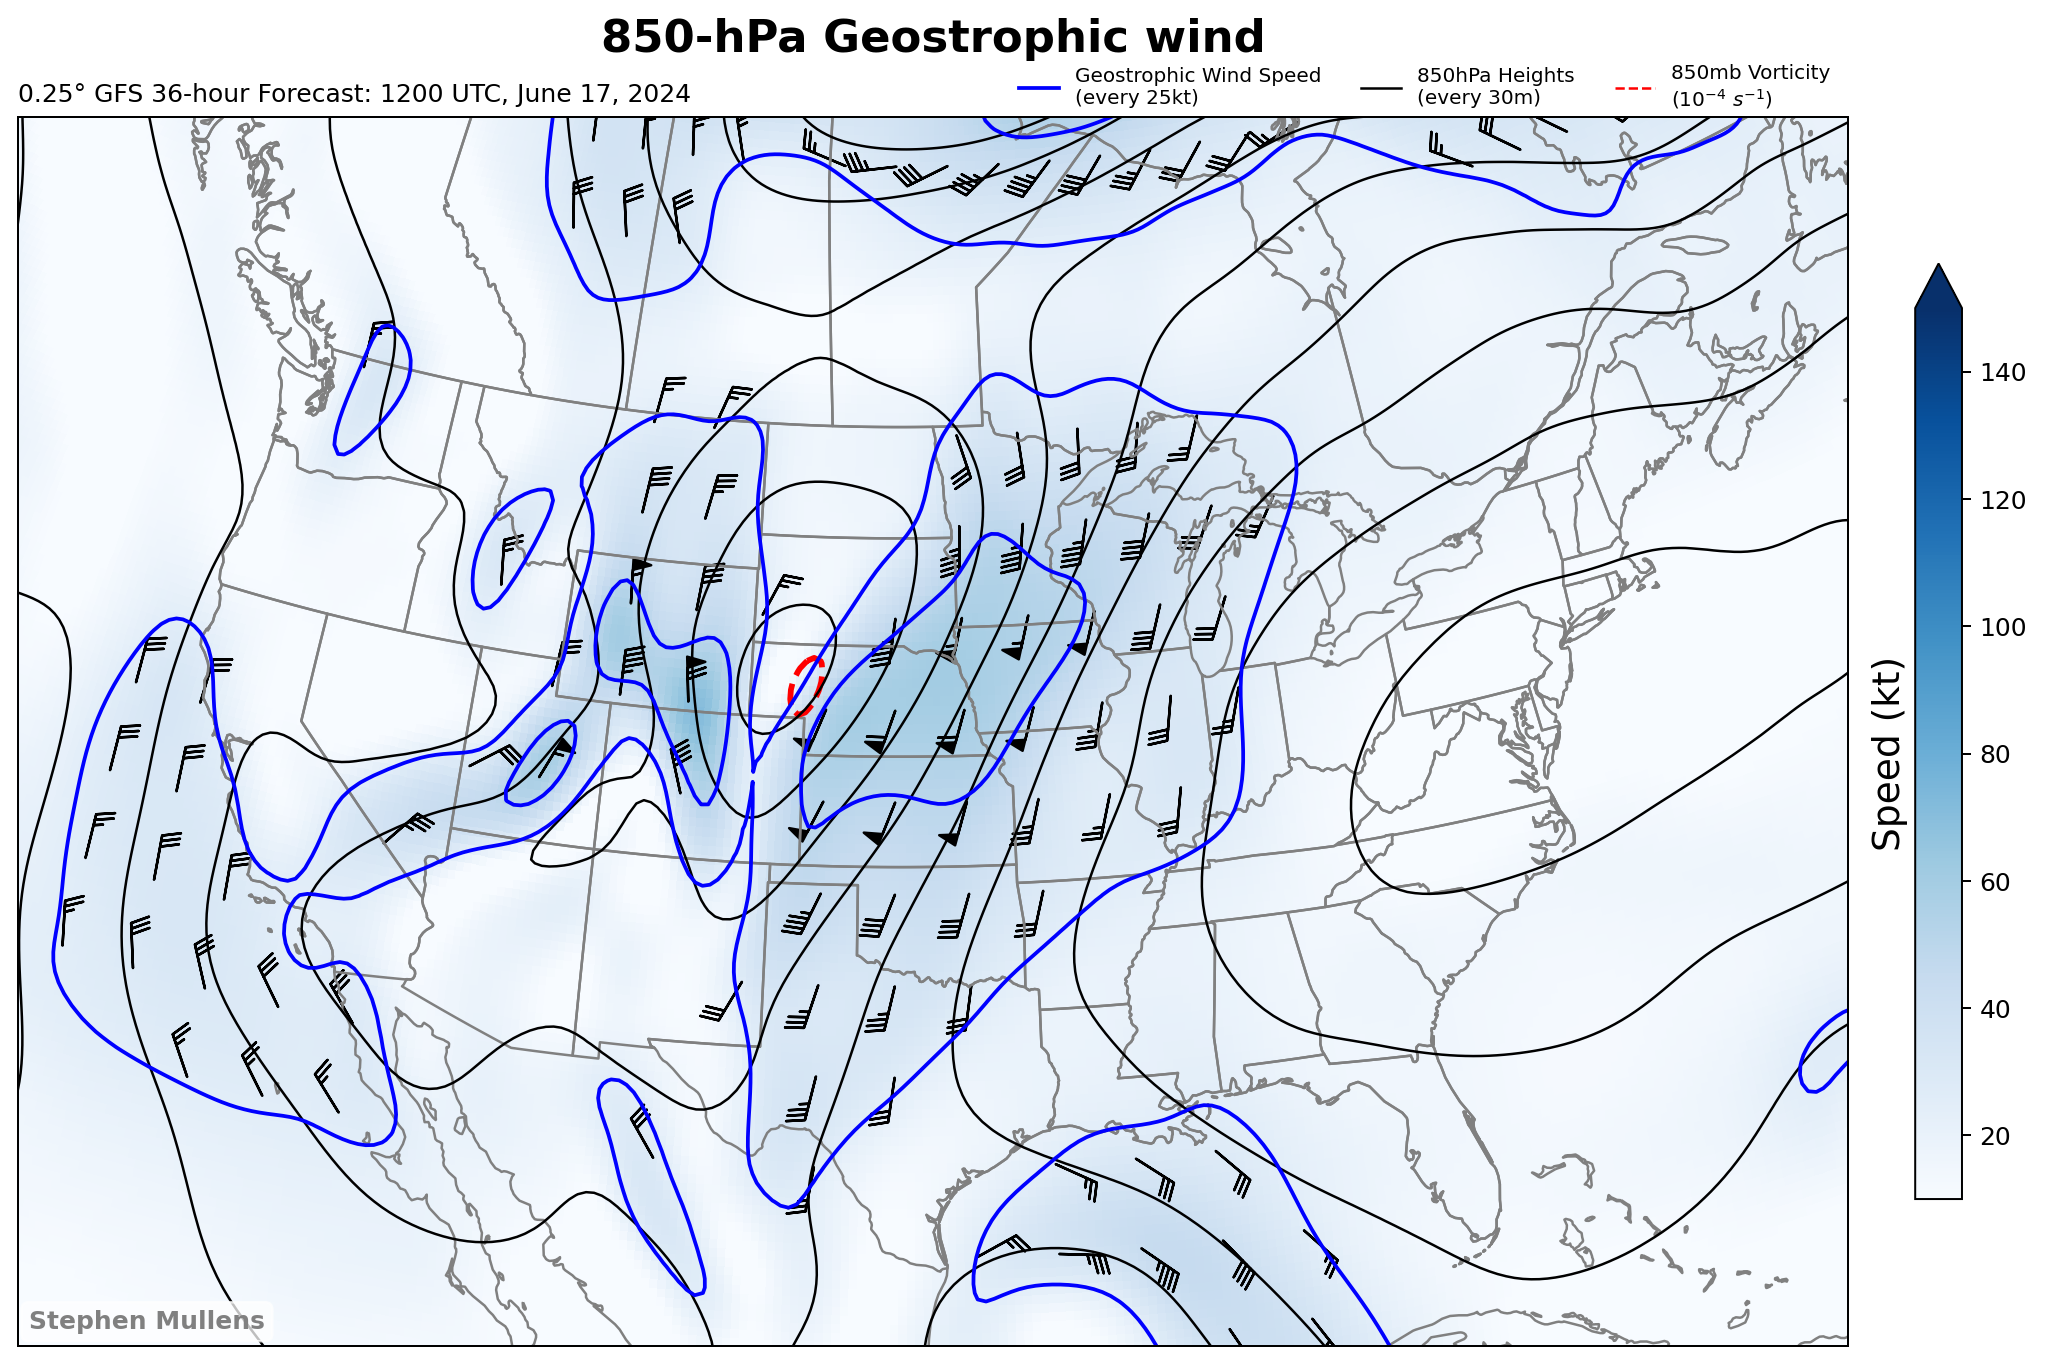 850-hPa Geostrophic wind
0.25° GFS 36-hour Forecast: 1200 UTC, June 17, 2024
Geostrophic Wind Speed
(every 25kt)
850hPa Heights
(every 30m)
850mb Vorticity
(10⁻⁴ s⁻¹)
140
120
100
80
60
40
20
Speed (kt)
Stephen Mullens